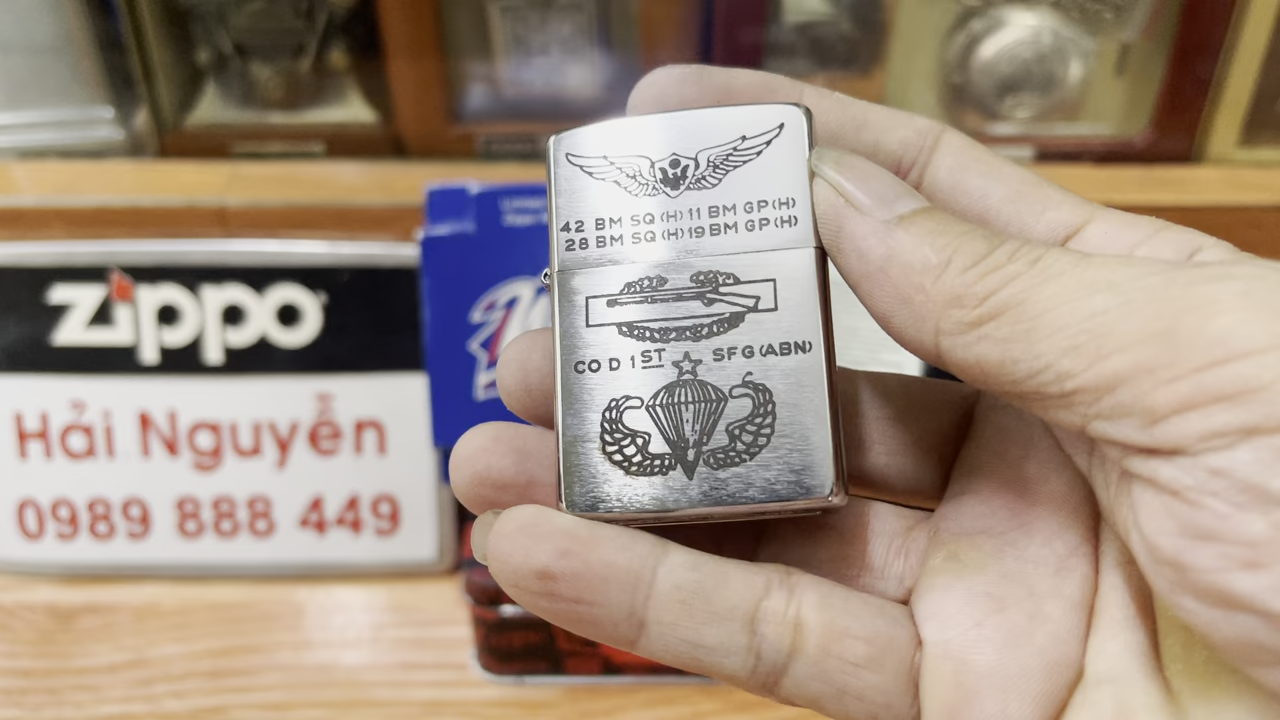 42 BM SQ (H) 11 BM GP (H)
28 BM SQ (H) 19 BM GP (H)
CO D 1ST SFG (ABN)
zippo
Hải Nguyễn
0989 888 449